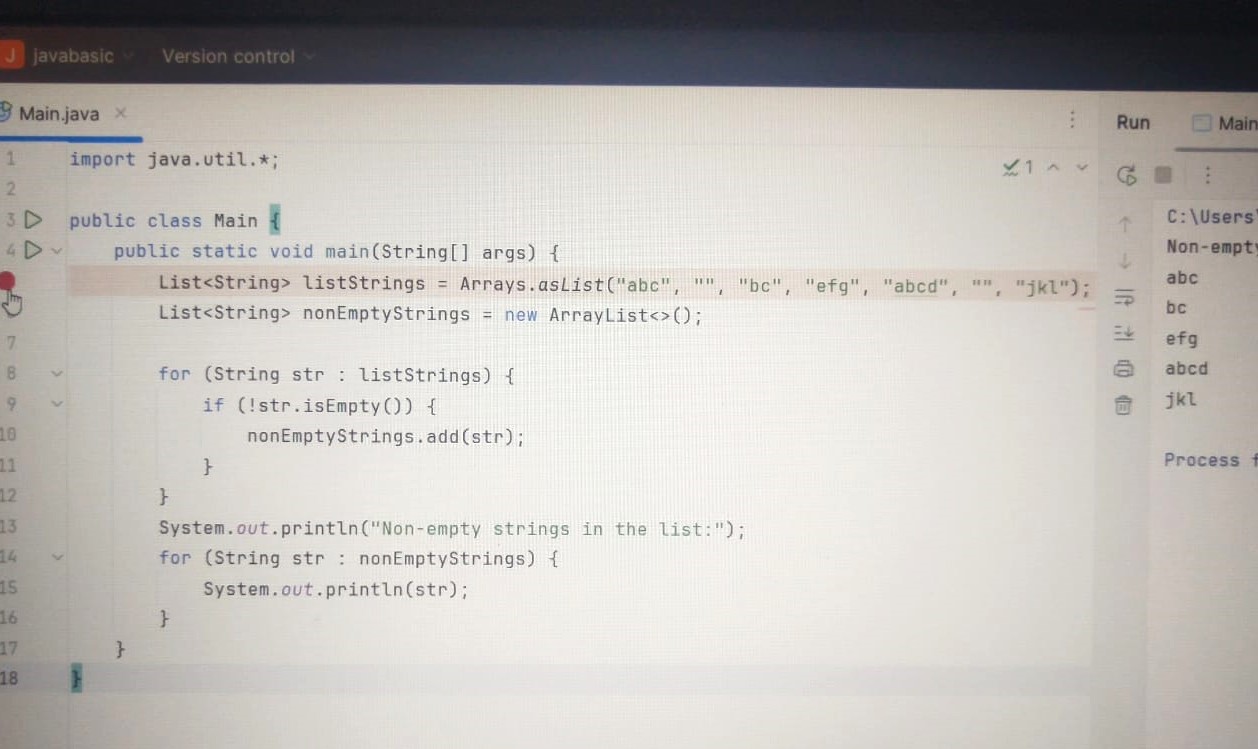 J javabasic Version control
Main.java ×
1 import java.util.*;
2
3 public class Main {
4 public static void main(String[] args) {
List<String> listStrings = Arrays.asList("abc", "", "bc", "efg", "abcd", "", "jkl");
List<String> nonEmptyStrings = new ArrayList<>();
7
8 for (String str : listStrings) {
9 if (!str.isEmpty()) {
10 nonEmptyStrings.add(str);
11 }
12 }
13 System.out.println("Non-empty strings in the list:");
14 for (String str : nonEmptyStrings) {
15 System.out.println(str);
16 }
17 }
18 }
1
Run Main
C:\Users\
Non-empty
abc
bc
efg
abcd
jkl
Process f